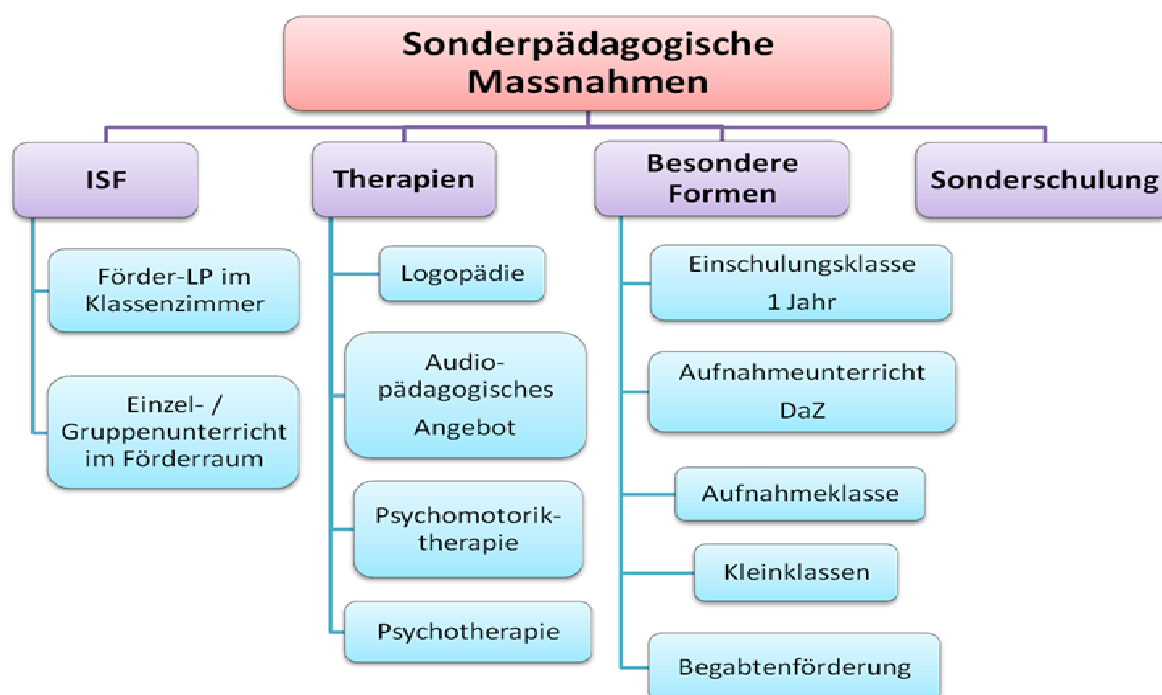 Sonderpädagogische
Massnahmen
ISF
Förder-LP im
Klassenzimmer
Einzel- /
Gruppenunterricht
im Förderraum
Therapien
Logopädie
Audio-
pädagogisches
Angebot
Psychomotorik-
therapie
Psychotherapie
Besondere
Formen
Einschulungsklasse
1 Jahr
Aufnahmeunterricht
DaZ
Aufnahmeklasse
Kleinklassen
Begabtenförderung
Sonderschulung